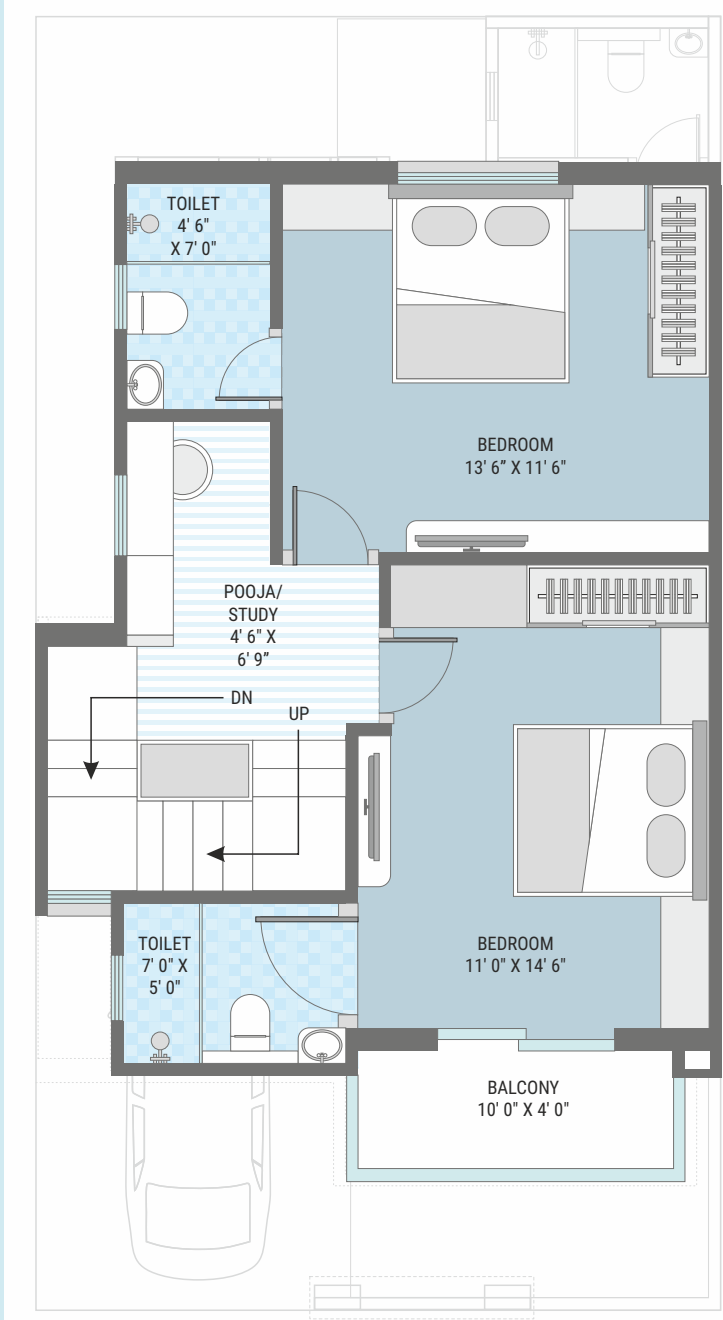 TOILET
4' 6"
X 7' 0"
BEDROOM
13' 6” X 11' 6"
POOJA/
STUDY
4' 6" X
6' 9”
DN
UP
TOILET
7' 0" X
5' 0"
BEDROOM
11' 0" X 14' 6"
BALCONY
10' 0" X 4' 0"